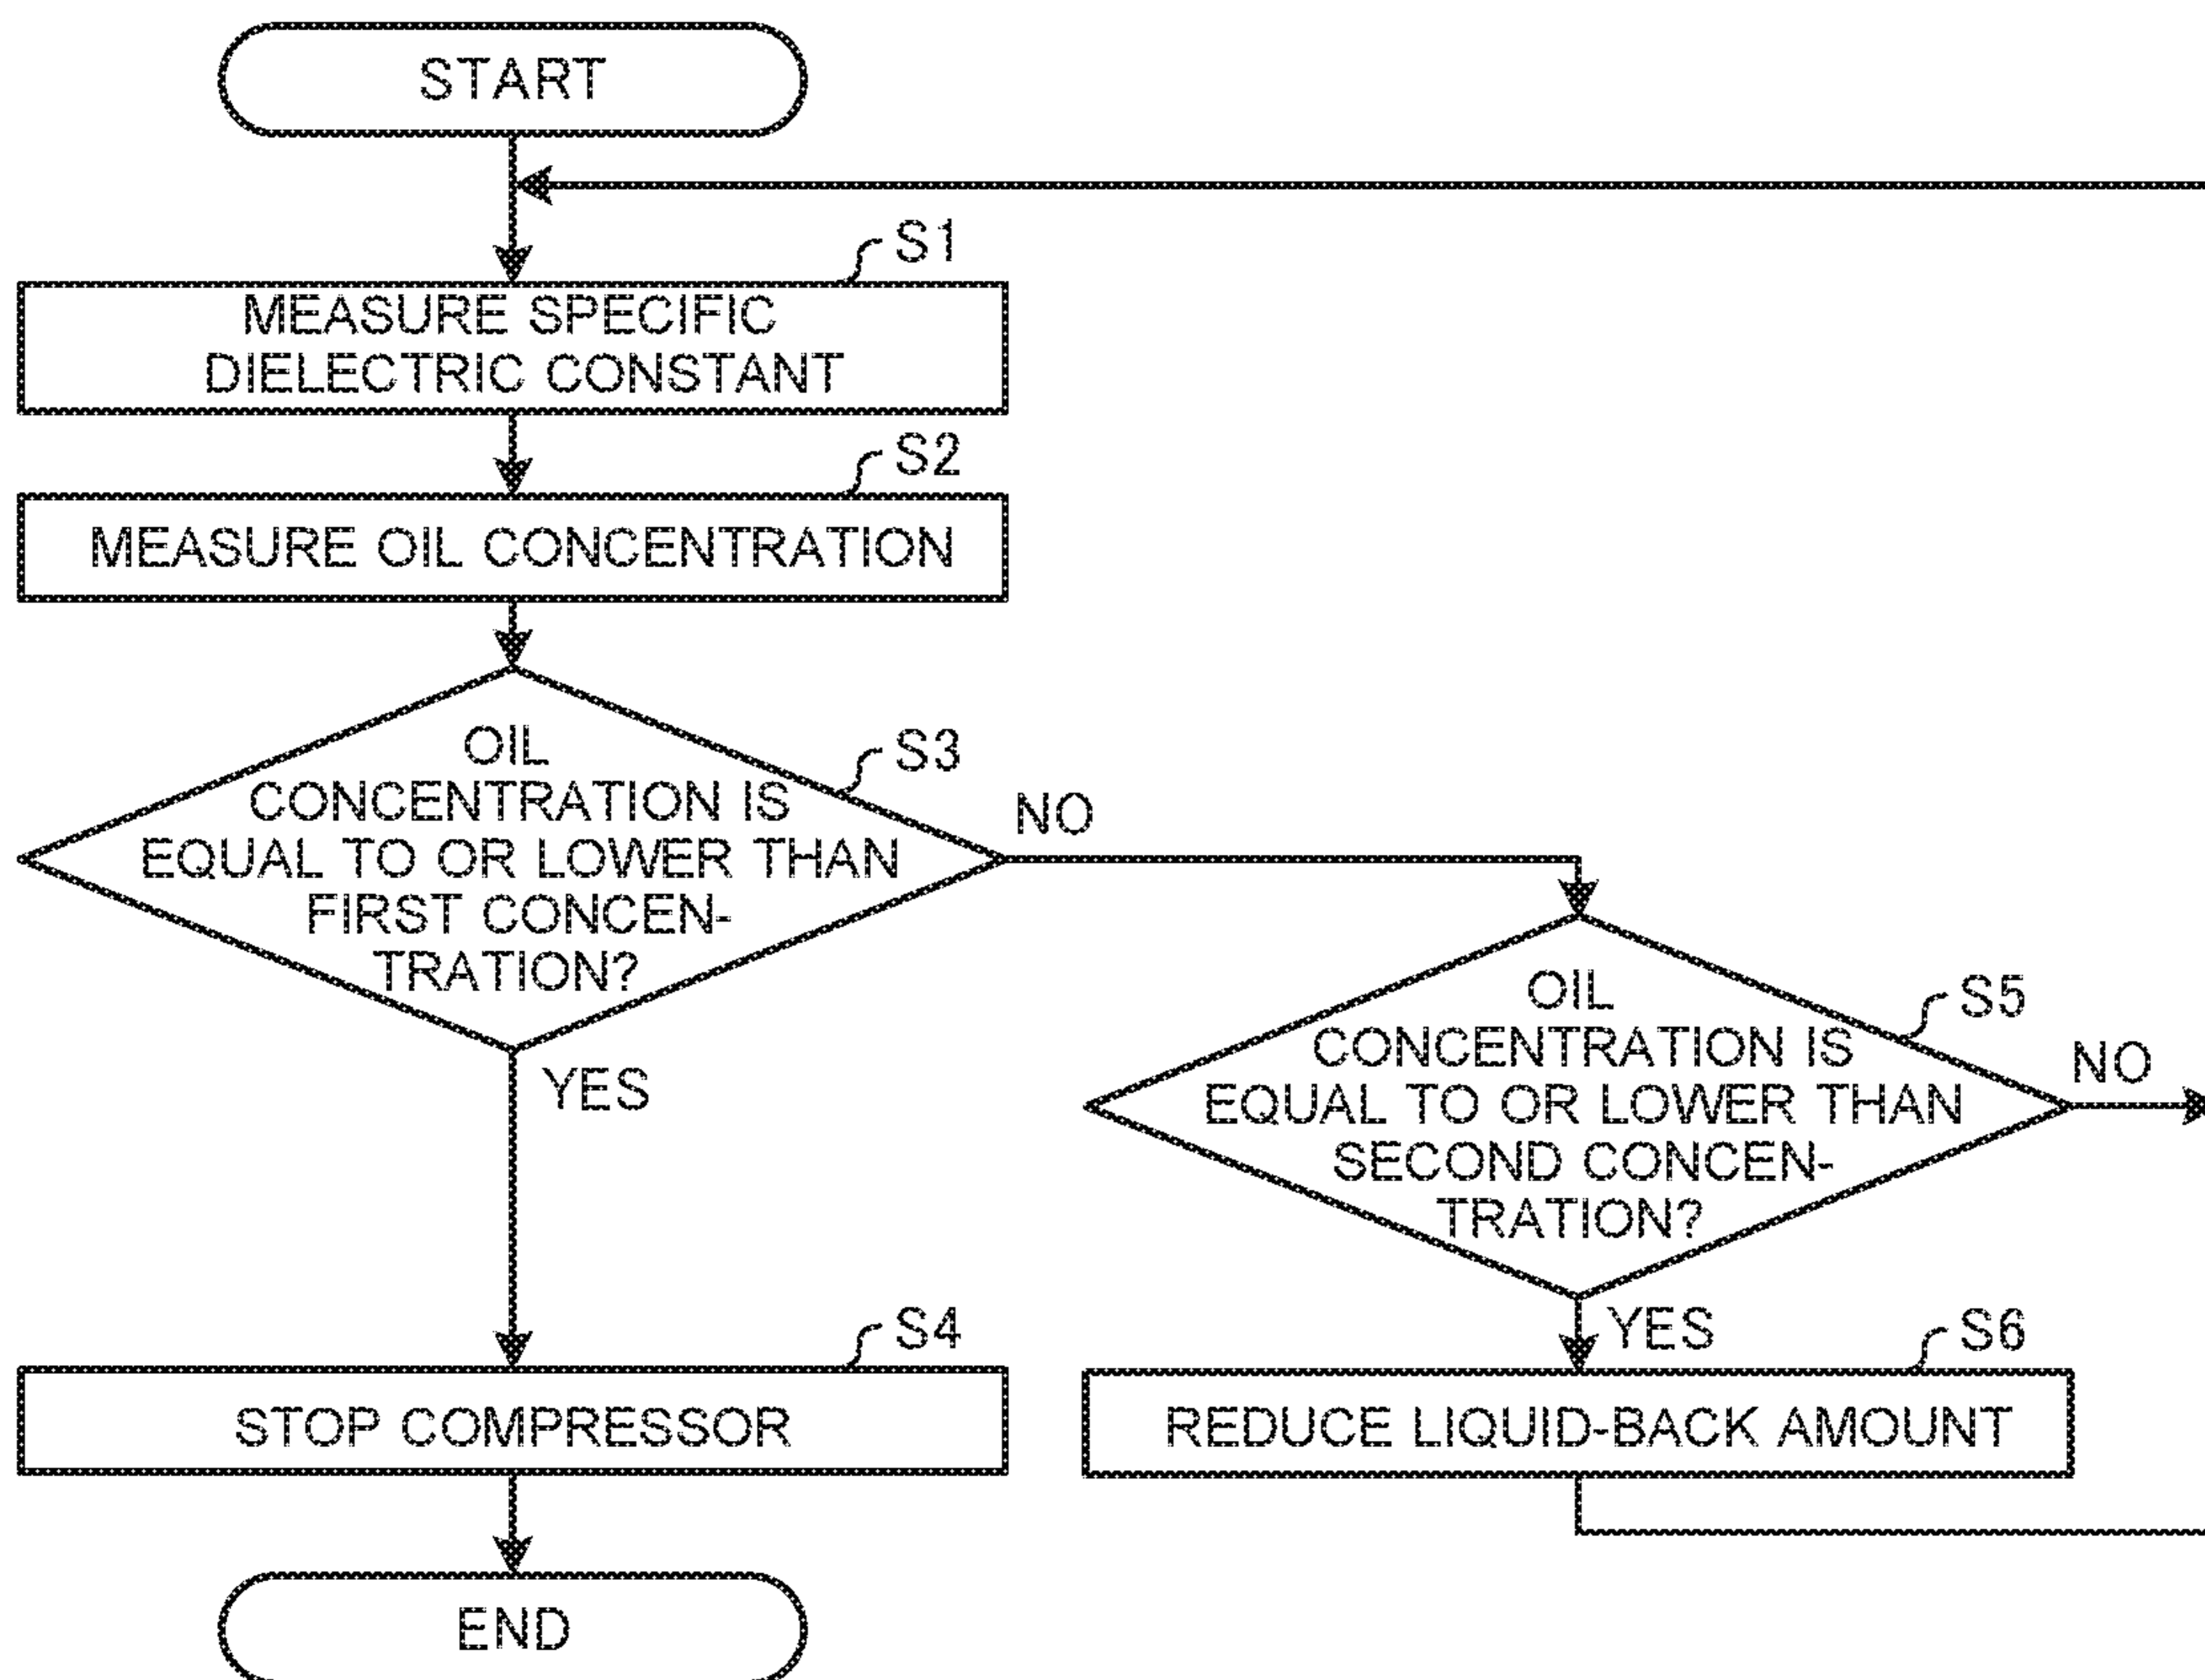 START
S1
MEASURE SPECIFIC
DIELECTRIC CONSTANT
S2
MEASURE OIL CONCENTRATION
S3
OIL
CONCENTRATION IS
EQUAL TO OR LOWER THAN
FIRST CONCEN-
TRATION?
NO
YES
S5
OIL
CONCENTRATION IS
EQUAL TO OR LOWER THAN
SECOND CONCEN-
TRATION?
NO
YES
S4
STOP COMPRESSOR
S6
REDUCE LIQUID-BACK AMOUNT
END